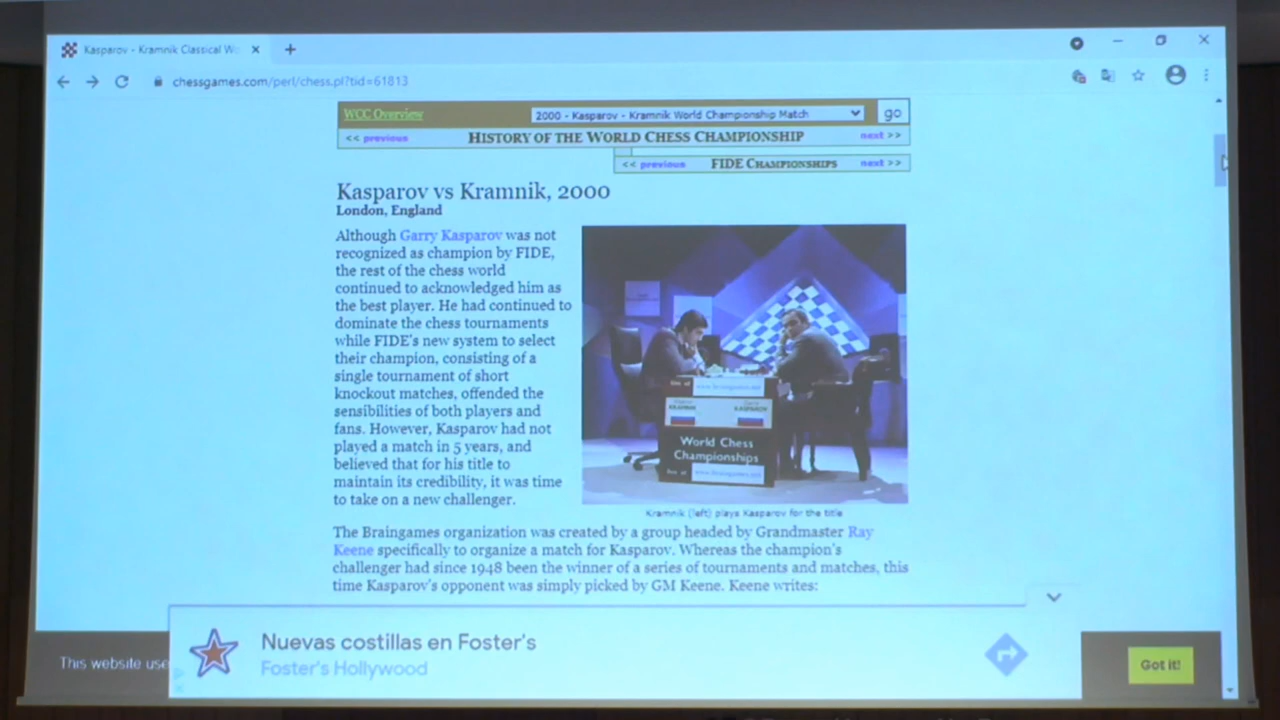 Kasparov - Kramnik Classical Wo
chessgames.com/perl/chess.pl?tid=61813
WCC Overview
2000 - Kasparov - Kramnik World Championship Match
go
<< previous
HISTORY OF THE WORLD CHESS CHAMPIONSHIP
next >>
<< previous
FIDE CHAMPIONSHIPS
next >>
Kasparov vs Kramnik, 2000
London, England
Although Garry Kasparov was not
recognized as champion by FIDE,
the rest of the chess world
continued to acknowledged him as
the best player. He had continued to
dominate the chess tournaments
while FIDE's new system to select
their champion, consisting of a
single tournament of short
knockout matches, offended the
sensibilities of both players and
fans. However, Kasparov had not
played a match in 5 years, and
believed that for his title to
maintain its credibility, it was time
to take on a new challenger.
KRAMNIK
KASPAROV
World Chess
Championships
Kramnik (left) plays Kasparov for the title
The Braingames organization was created by a group headed by Grandmaster Ray
Keene specifically to organize a match for Kasparov. Whereas the champion's
challenger had since 1948 been the winner of a series of tournaments and matches, this
time Kasparov's opponent was simply picked by GM Keene. Keene writes:
Nuevas costillas en Foster's
Foster's Hollywood
This website use
Got it!